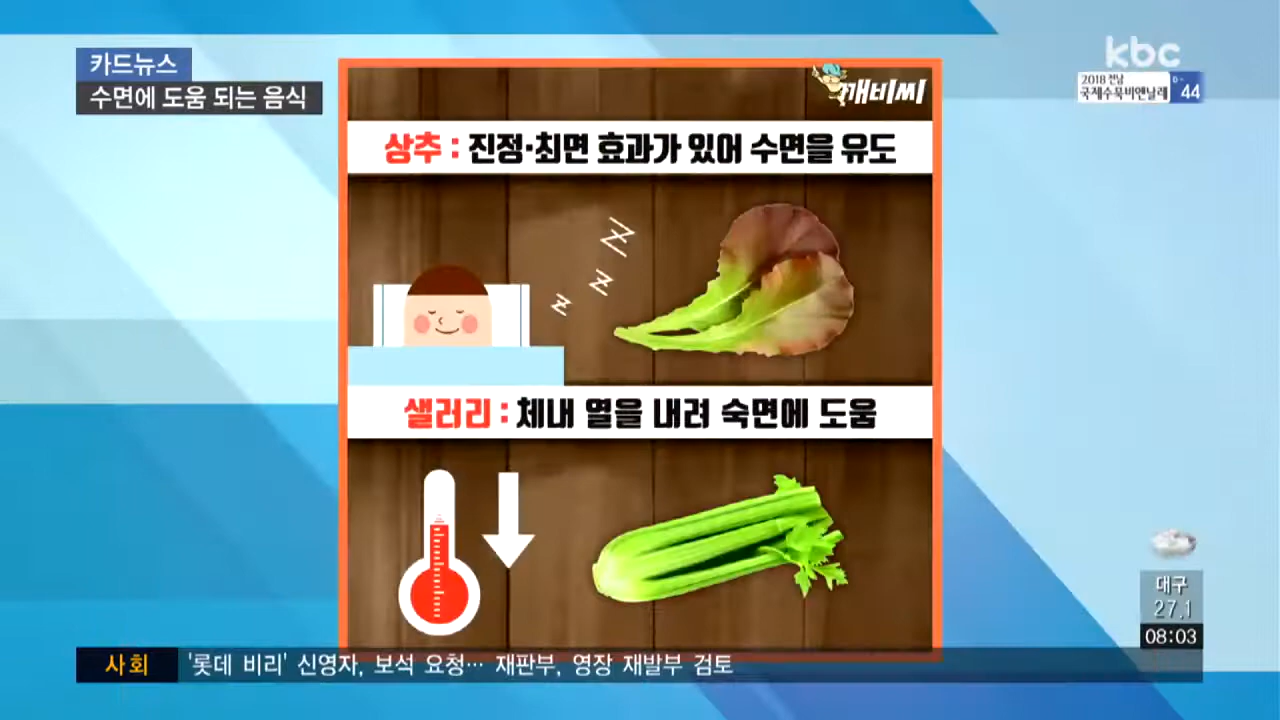 카드뉴스
수면에 도움 되는 음식
kbc
2018 전남
국제수묵비엔날레
D-
44
깨비씨
상추 : 진정·최면 효과가 있어 수면을 유도
Z
Z
Z
샐러리 : 체내 열을 내려 숙면에 도움
대구
27.1
08:03
사회
'롯데 비리' 신영자, 보석 요청… 재판부, 영장 재발부 검토